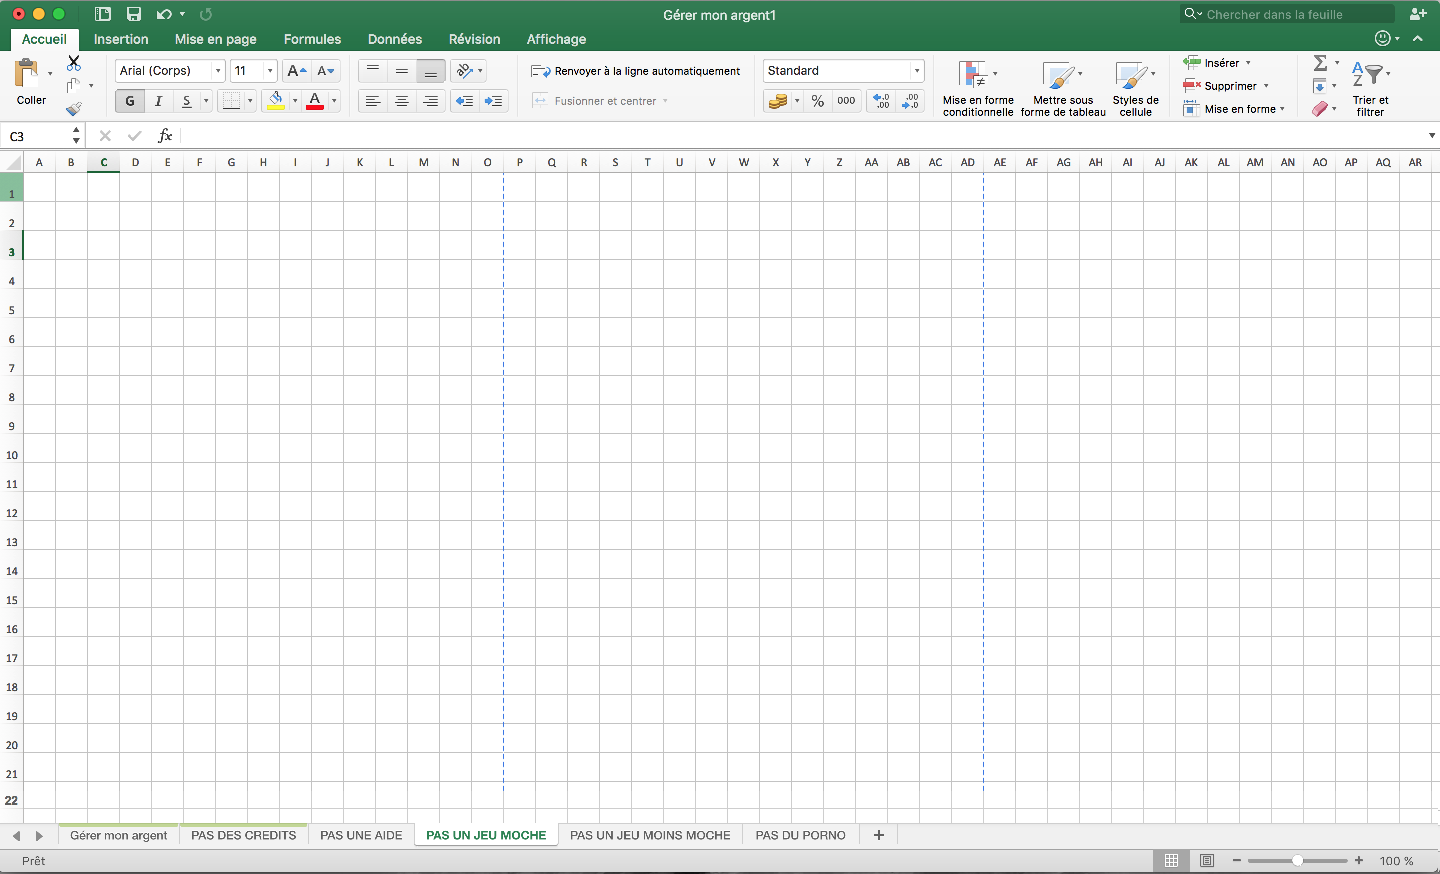 Gérer mon argent1
Chercher dans la feuille
Accueil Insertion Mise en page Formules Données Révision Affichage
Coller
Arial (Corps) 11 A A
G I S A
Renvoyer à la ligne automatiquement
Fusionner et centrer
Standard
% 000 ,0 ,00 ,00 ,0
Mise en forme conditionnelle
Mettre sous forme de tableau
Styles de cellule
Insérer
Supprimer
Mise en forme
Σ
A Z
Trier et filtrer
C3 fx
A B C D E F G H I J K L M N O P Q R S T U V W X Y Z AA AB AC AD AE AF AG AH AI AJ AK AL AM AN AO AP AQ AR
1
2
3
4
5
6
7
8
9
10
11
12
13
14
15
16
17
18
19
20
21
22
Gérer mon argent PAS DES CREDITS PAS UNE AIDE PAS UN JEU MOCHE PAS UN JEU MOINS MOCHE PAS DU PORNO +
Prêt 100 %